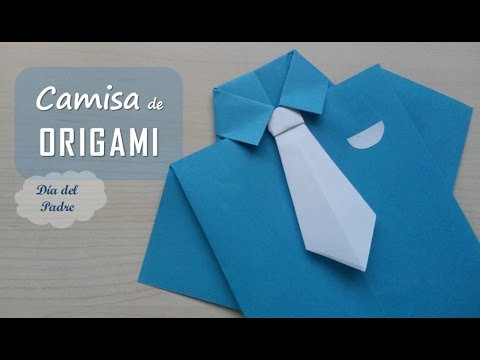 Camisa de
ORIGAMI
Día del
Padre